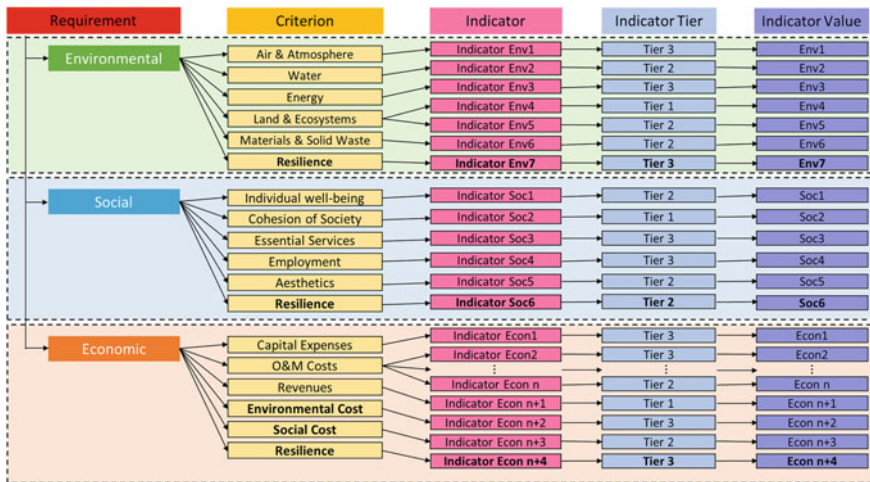 Requirement Criterion Indicator Indicator Tier Indicator Value
Environmental
Air & Atmosphere Indicator Env1 Tier 3 Env1
Water Indicator Env2 Tier 2 Env2
Energy Indicator Env3 Tier 3 Env3
Land & Ecosystems Indicator Env4 Tier 1 Env4
Indicator Env5 Tier 2 Env5
Materials & Solid Waste Indicator Env6 Tier 2 Env6
Resilience Indicator Env7 Tier 3 Env7
Social
Individual well-being Indicator Soc1 Tier 2 Soc1
Cohesion of Society Indicator Soc2 Tier 1 Soc2
Essential Services Indicator Soc3 Tier 3 Soc3
Employment Indicator Soc4 Tier 3 Soc4
Aesthetics Indicator Soc5 Tier 2 Soc5
Resilience Indicator Soc6 Tier 2 Soc6
Economic
Capital Expenses Indicator Econ1 Tier 3 Econ1
O&M Costs Indicator Econ2 Tier 3 Econ2
⋮ ⋮ ⋮
Revenues Indicator Econ n Tier 2 Econ n
Environmental Cost Indicator Econ n+1 Tier 1 Econ n+1
Social Cost Indicator Econ n+2 Tier 3 Econ n+2
Resilience Indicator Econ n+3 Tier 2 Econ n+3
Indicator Econ n+4 Tier 3 Econ n+4